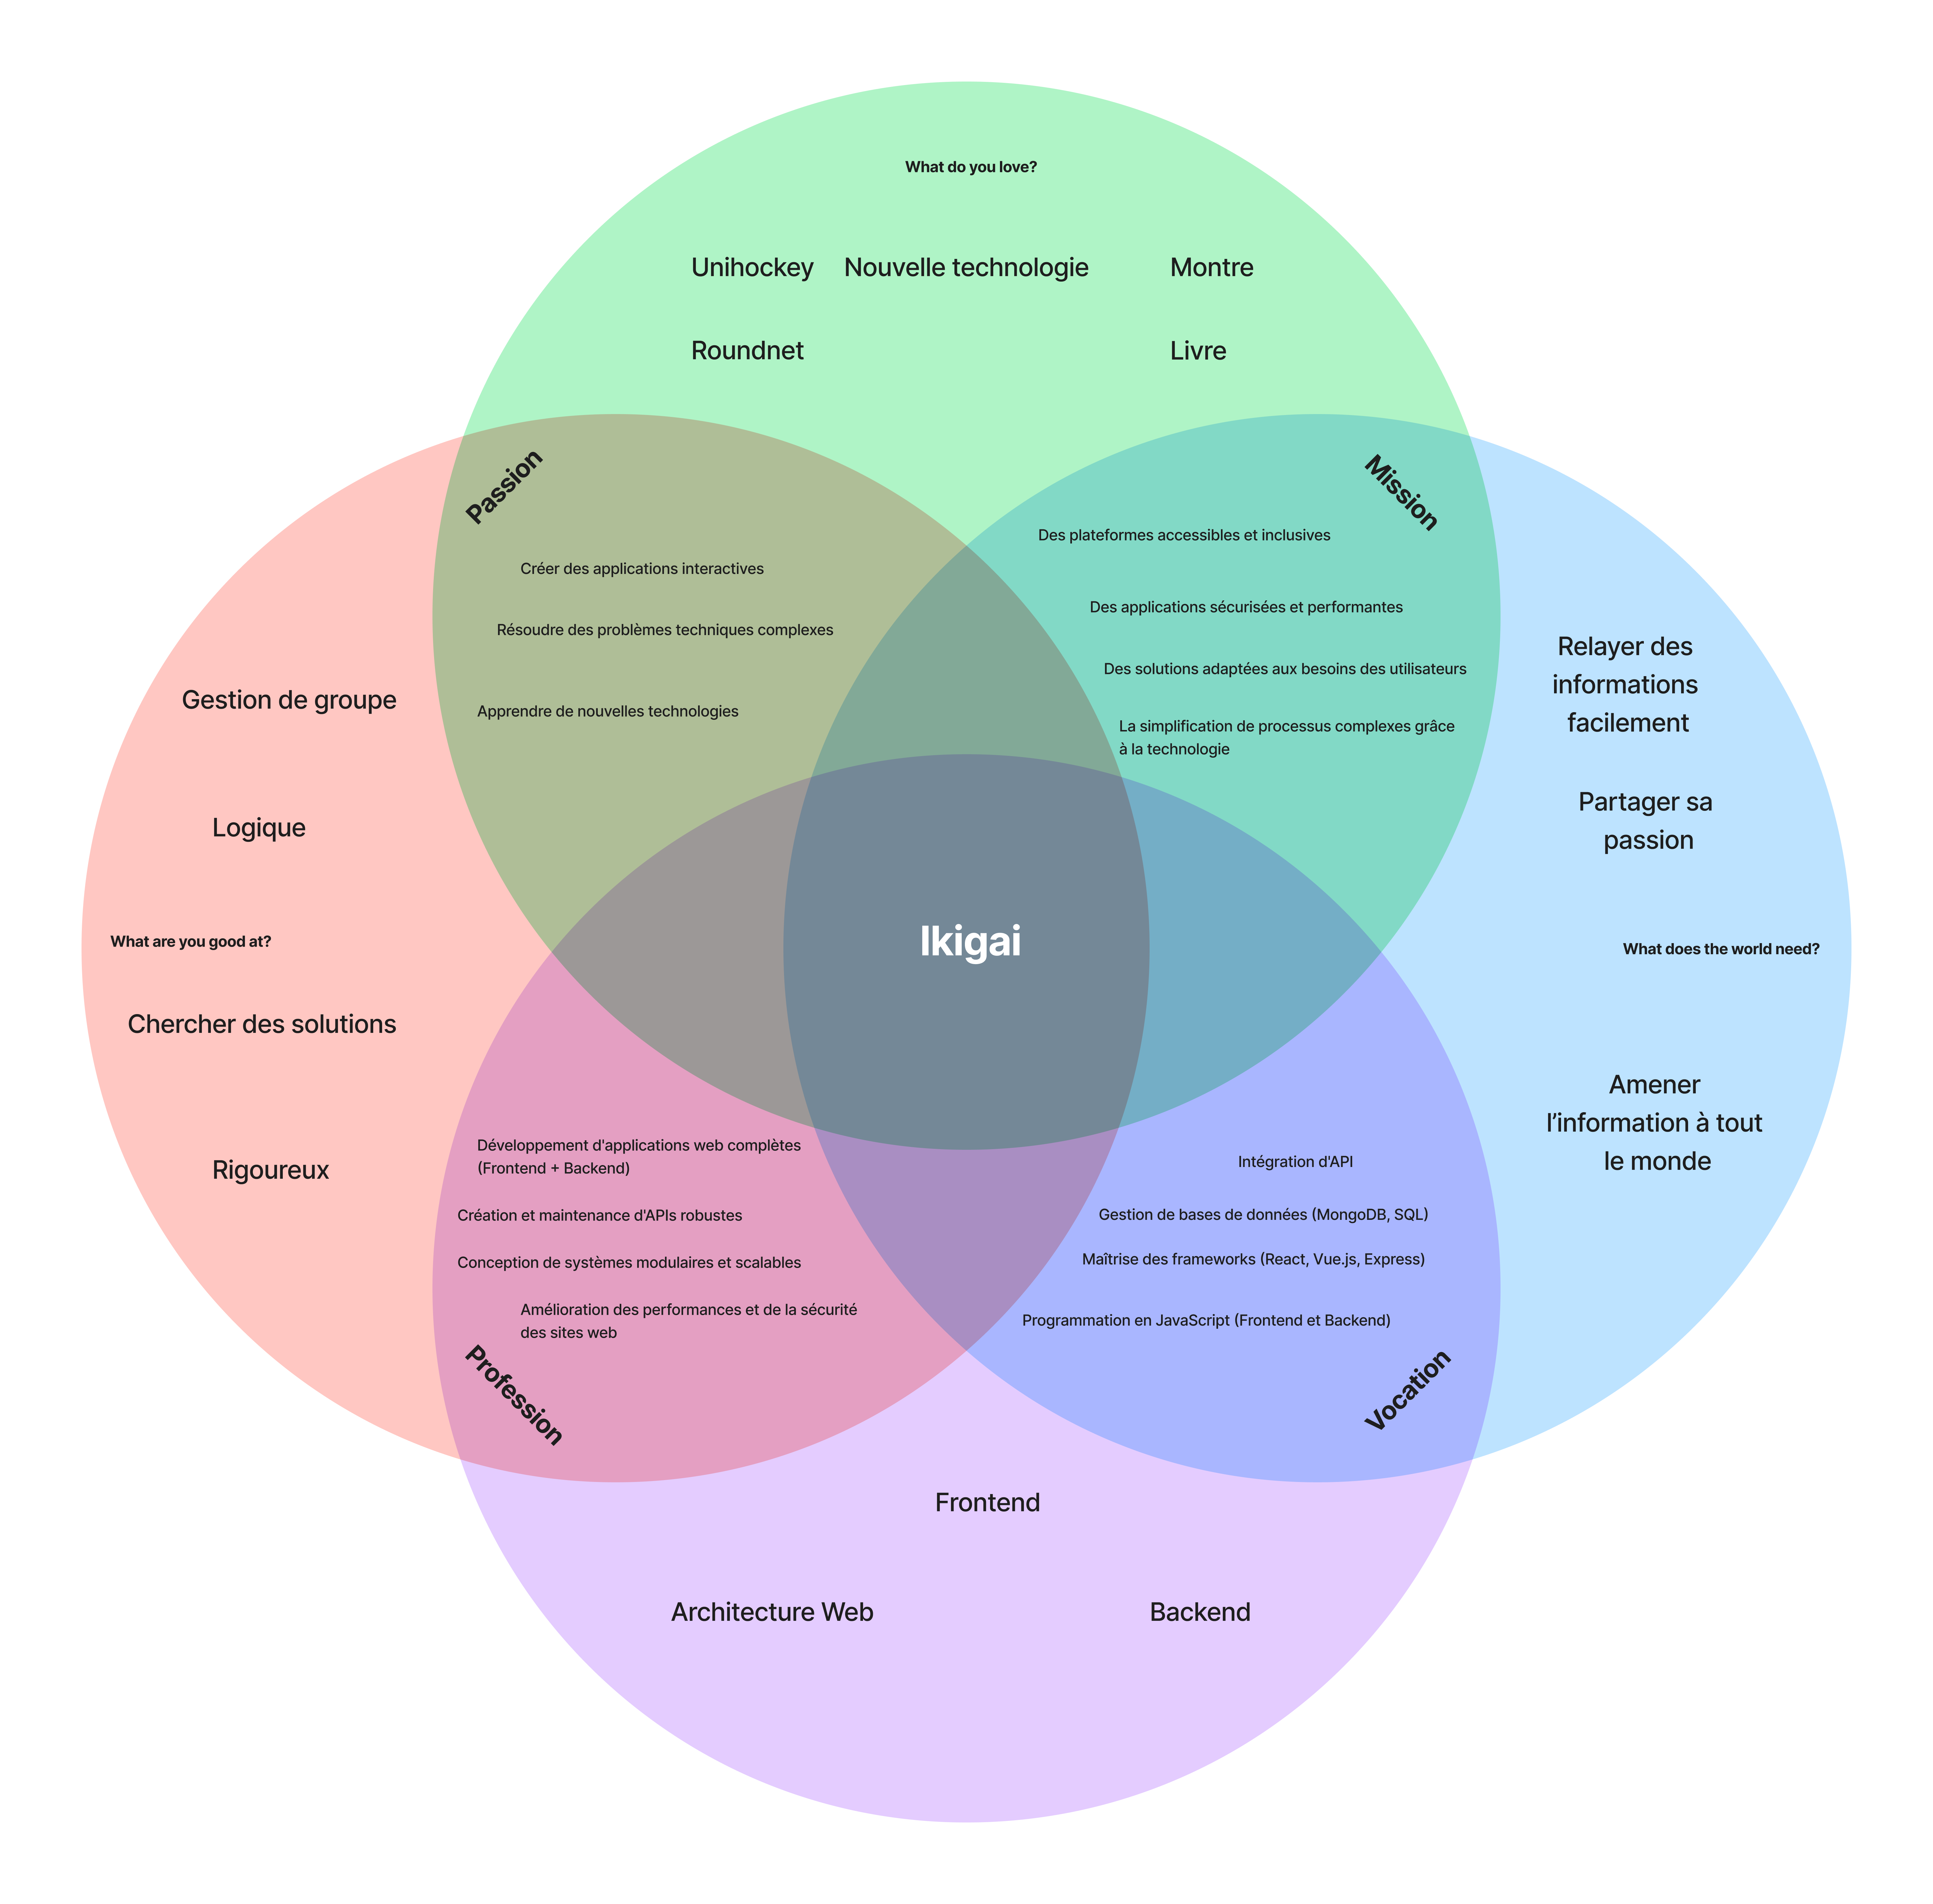 What do you love?
Unihockey
Nouvelle technologie
Montre
Roundnet
Livre
Passion
Créer des applications interactives
Résoudre des problèmes techniques complexes
Apprendre de nouvelles technologies
Mission
Des plateformes accessibles et inclusives
Des applications sécurisées et performantes
Des solutions adaptées aux besoins des utilisateurs
La simplification de processus complexes grâce
à la technologie
Gestion de groupe
Logique
What are you good at?
Chercher des solutions
Rigoureux
Ikigai
Relayer des
informations
facilement
Partager sa
passion
What does the world need?
Amener
l’information à tout
le monde
Développement d'applications web complètes
(Frontend + Backend)
Création et maintenance d'APIs robustes
Conception de systèmes modulaires et scalables
Amélioration des performances et de la sécurité
des sites web
Profession
Intégration d'API
Gestion de bases de données (MongoDB, SQL)
Maîtrise des frameworks (React, Vue.js, Express)
Programmation en JavaScript (Frontend et Backend)
Vocation
Frontend
Architecture Web
Backend